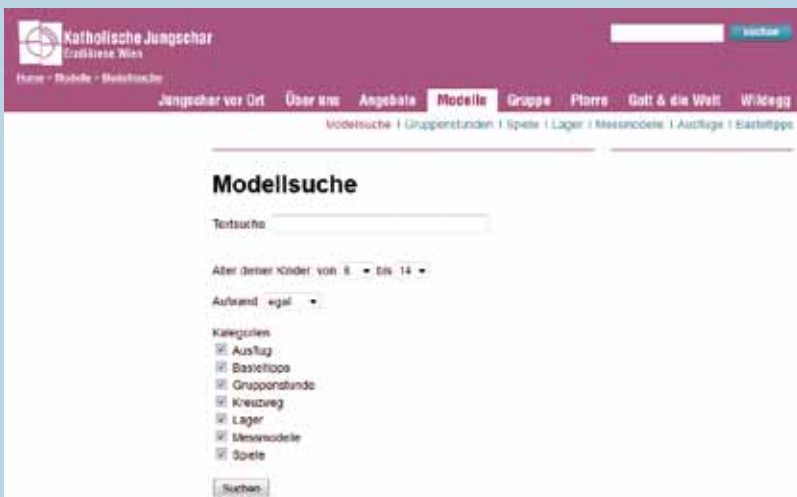 Katholische Jungschar
Erzdiözese Wien
suchen
Home > Modelle > Modellsuche
Jungschar vor Ort Über uns Angebote Modelle Gruppe Pfarre Gott & die Welt Wildegg
Modellsuche | Gruppenstunden | Spiele | Lager | Messmodelle | Ausflüge | Basteltipps
Modellsuche
Textsuche
Alter deiner Kinder: von 6 bis 14
Aufwand egal
Kategorien
Ausflug
Basteltipps
Gruppenstunde
Kreuzweg
Lager
Messmodelle
Spiele
Suchen